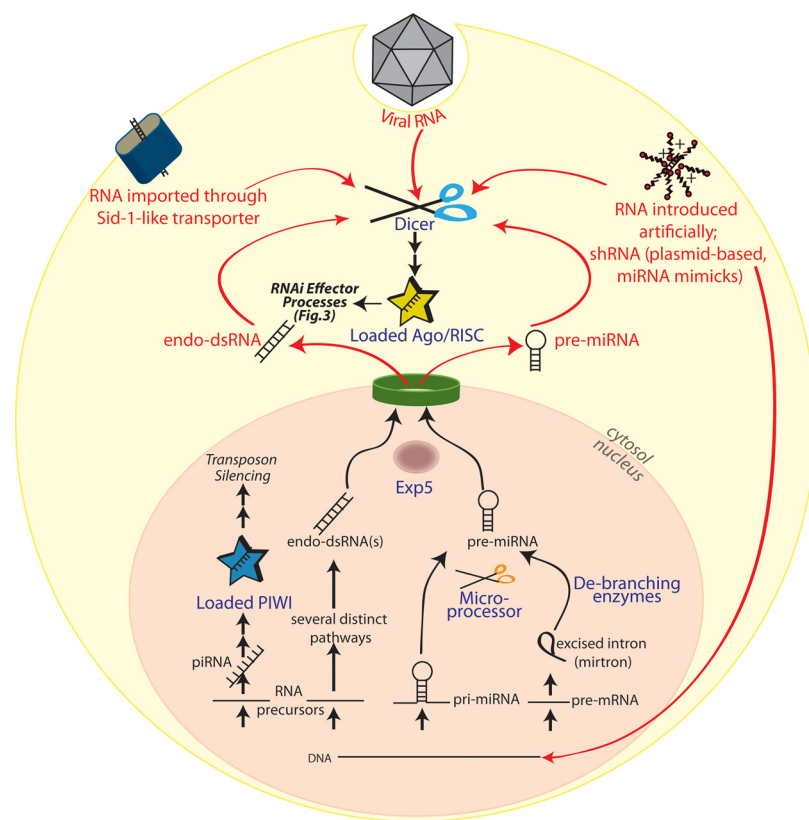 Viral RNA
RNA imported through
Sid-1-like transporter
Dicer
RNA introduced
artificially;
shRNA (plasmid-based,
miRNA mimicks)
RNAi Effector
Processes
(Fig.3)
Loaded Ago/RISC
endo-dsRNA
pre-miRNA
cytosol
nucleus
Transposon
Silencing
Exp5
endo-dsRNA(s)
pre-miRNA
Loaded PIWI
Micro-
processor
De-branching
enzymes
several distinct
pathways
excised intron
(mirtron)
piRNA
RNA
precursors
pri-miRNA
pre-mRNA
DNA